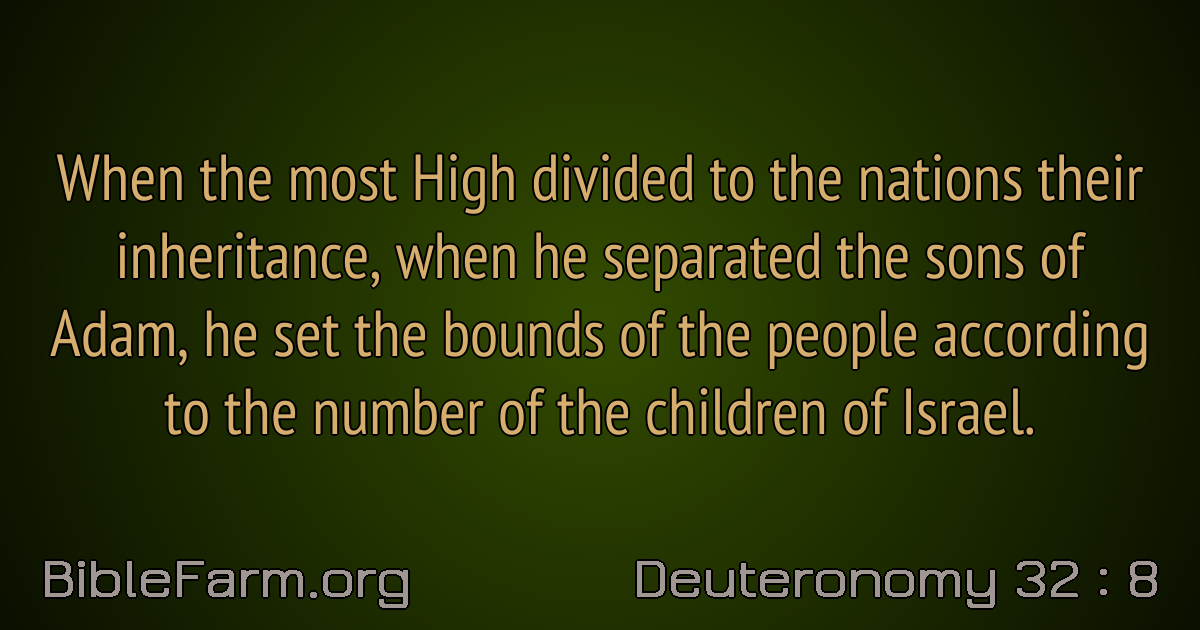 When the most High divided to the nations their
inheritance, when he separated the sons of
Adam, he set the bounds of the people according
to the number of the children of Israel.
BibleFarm.org
Deuteronomy 32 : 8